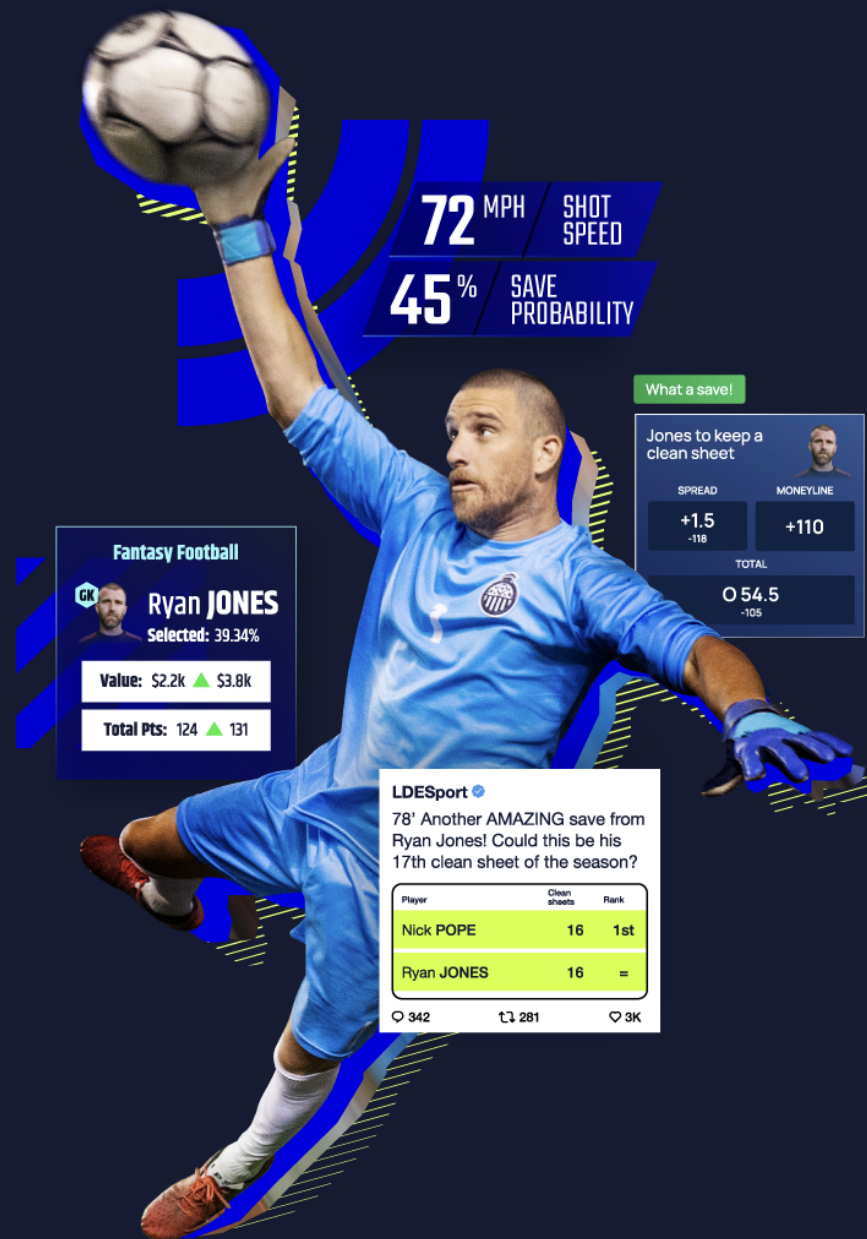 72 MPH SHOT
SPEED
45% SAVE
PROBABILITY
What a save!
Jones to keep a
clean sheet
SPREAD MONEYLINE
+1.5 +110
-118
TOTAL
O 54.5
-105
Fantasy Football
GK
Ryan JONES
Selected: 39.34%
Value: $2.2k ▲ $3.8k
Total Pts: 124 ▲ 131
1
LDESport
78’ Another AMAZING save from
Ryan Jones! Could this be his
17th clean sheet of the season?
Player Clean
sheets Rank
Nick POPE 16 1st
Ryan JONES 16 =
342 281 3K